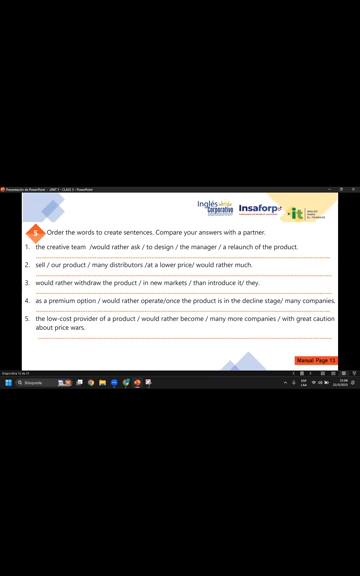 Presentación de PowerPoint - UNIT 1 - CLASS 2 - PowerPoint
Inglés
Corporativo
Insaforp
it
5 Order the words to create sentences. Compare your answers with a partner.
1. the creative team /would rather ask / to design / the manager / a relaunch of the product.
2. sell / our product / many distributors /at a lower price/ would rather much.
3. would rather withdraw the product / in new markets / than introduce it/ they.
4. as a premium option / would rather operate/once the product is in the decline stage/ many companies.
5. the low-cost provider of a product / would rather become / many more companies / with great caution
about price wars.
Manual Page 13
Búsqueda
ESP